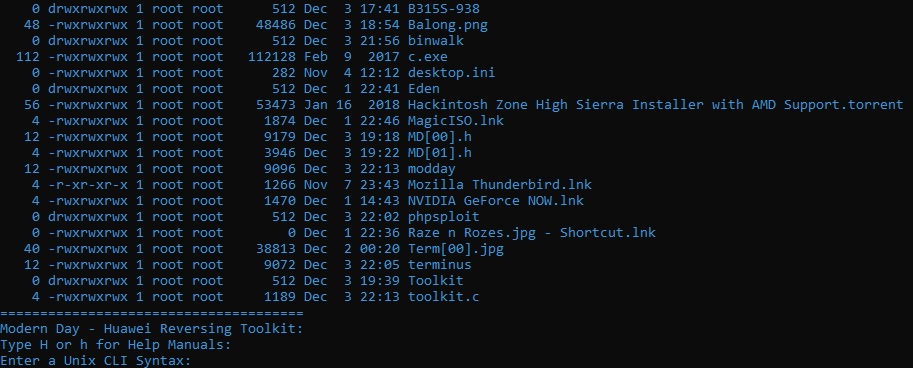 0 drwxrwxrwx 1 root root    512 Dec  3 17:41 B315S-938
48 -rwxrwxrwx 1 root root  48486 Dec  3 18:54 Balong.png
0 drwxrwxrwx 1 root root    512 Dec  3 21:56 binwalk
112 -rwxrwxrwx 1 root root 112128 Feb  9  2017 c.exe
0 -rwxrwxrwx 1 root root    282 Nov  4 12:12 desktop.ini
0 drwxrwxrwx 1 root root    512 Dec  1 22:41 Eden
56 -rwxrwxrwx 1 root root  53473 Jan 16  2018 Hackintosh Zone High Sierra Installer with AMD Support.torrent
4 -rwxrwxrwx 1 root root   1874 Dec  1 22:46 MagicISO.lnk
12 -rwxrwxrwx 1 root root   9179 Dec  3 19:18 MD[00].h
4 -rwxrwxrwx 1 root root   3946 Dec  3 19:22 MD[01].h
12 -rwxrwxrwx 1 root root   9096 Dec  3 22:13 modday
4 -r-xr-xr-x 1 root root   1266 Nov  7 23:43 Mozilla Thunderbird.lnk
4 -rwxrwxrwx 1 root root   1470 Dec  1 14:43 NVIDIA GeForce NOW.lnk
0 drwxrwxrwx 1 root root    512 Dec  3 22:02 phpsploit
0 -rwxrwxrwx 1 root root      0 Dec  1 22:36 Raze n Rozes.jpg - Shortcut.lnk
40 -rwxrwxrwx 1 root root  38813 Dec  2 00:20 Term[00].jpg
12 -rwxrwxrwx 1 root root   9072 Dec  3 22:05 terminus
0 drwxrwxrwx 1 root root    512 Dec  3 19:39 Toolkit
4 -rwxrwxrwx 1 root root   1189 Dec  3 22:13 toolkit.c
======================================
Modern Day - Huawei Reversing Toolkit:
Type H or h for Help Manuals:
Enter a Unix CLI Syntax: